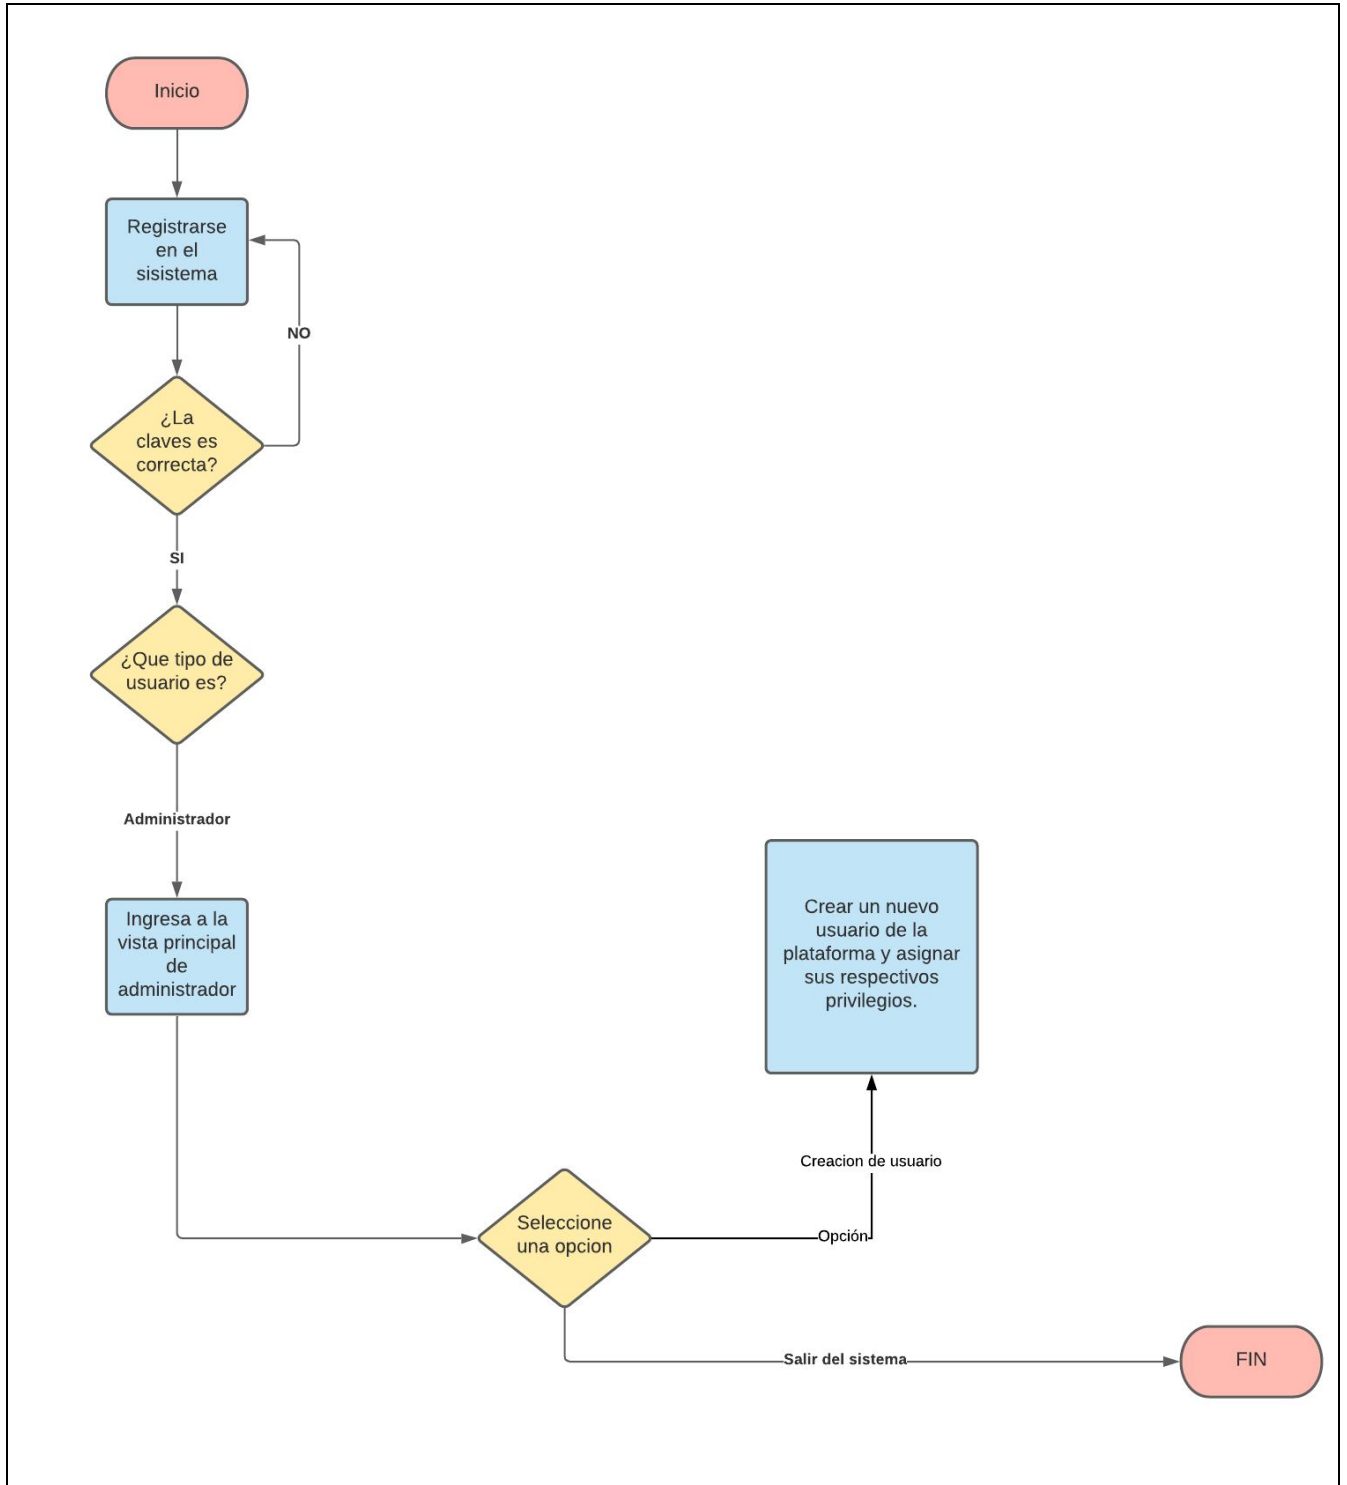 Inicio
Registrarse
en el
sisistema
NO
¿La
claves es
correcta?
SI
¿Que tipo de
usuario es?
Administrador
Ingresa a la
vista principal
de
administrador
Crear un nuevo
usuario de la
plataforma y asignar
sus respectivos
privilegios.
Creacion de usuario
Seleccione
una opcion
Opción
Salir del sistema
FIN